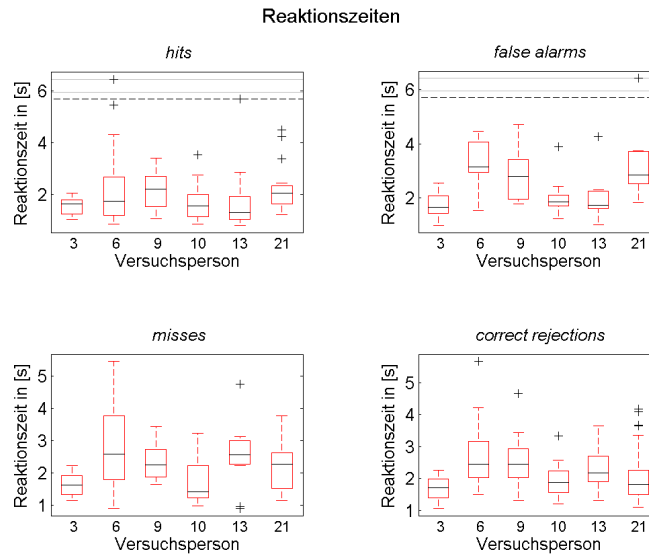 Reaktionszeiten
hits
Reaktionszeit in [s]
6
4
2
3 6 9 10 13 21
Versuchsperson
false alarms
Reaktionszeit in [s]
6
4
2
3 6 9 10 13 21
Versuchsperson
misses
Reaktionszeit in [s]
5
4
3
2
1
3 6 9 10 13 21
Versuchsperson
correct rejections
Reaktionszeit in [s]
5
4
3
2
1
3 6 9 10 13 21
Versuchsperson